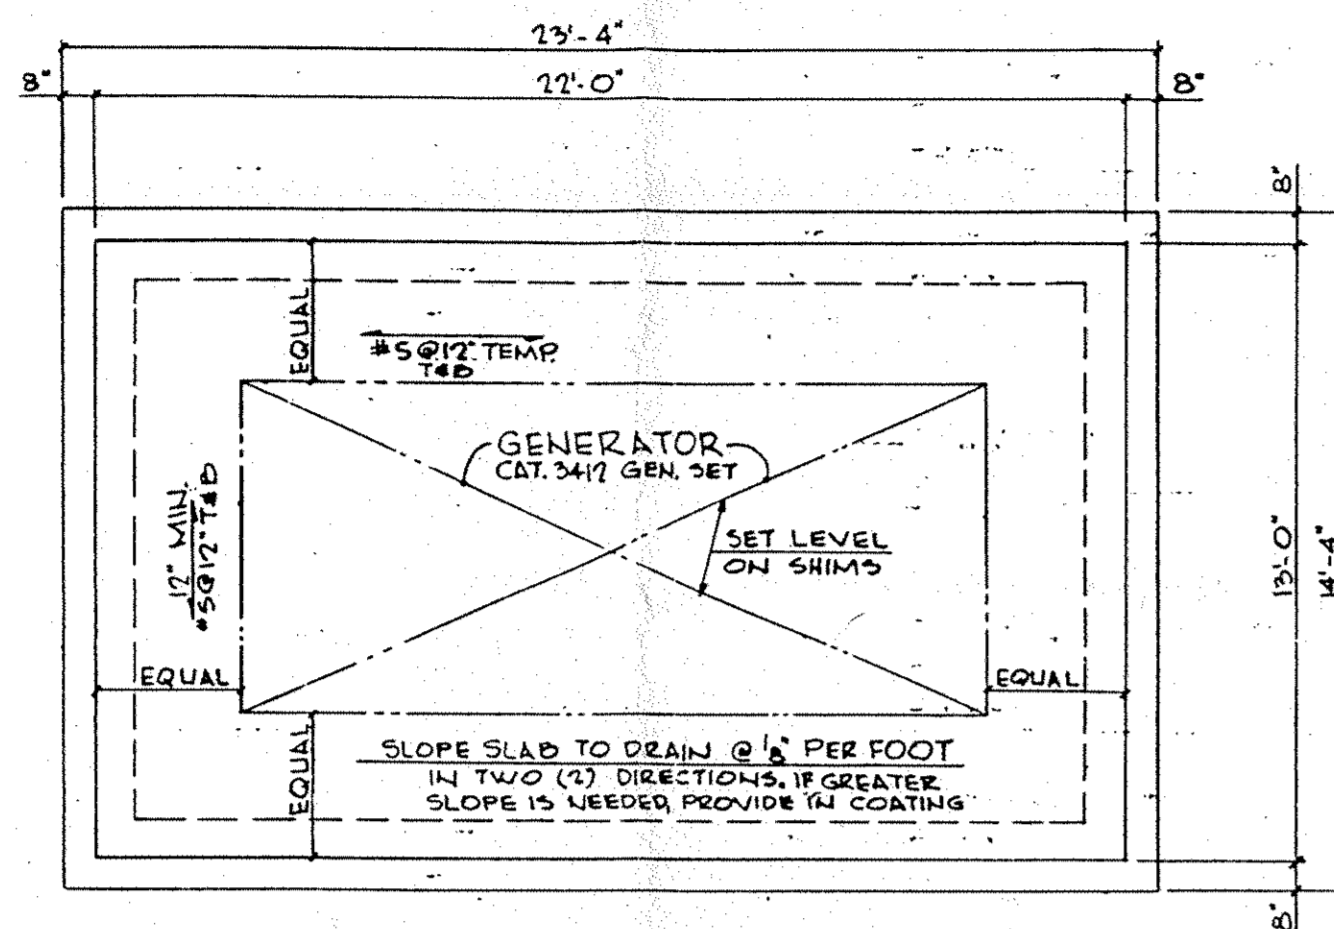 23'-4"
8"
22'-0"
8"
8"
EQUAL
#5@12" TEMP.
T&B
GENERATOR
CAT. 3412 GEN. SET
12" MIN.
#5@12" T&B
SET LEVEL
ON SHIMS
13'-0"
14'-4"
EQUAL
EQUAL
EQUAL
SLOPE SLAB TO DRAIN @ 1/8" PER FOOT
IN TWO (2) DIRECTIONS. IF GREATER
SLOPE IS NEEDED, PROVIDE IN COATING
8"